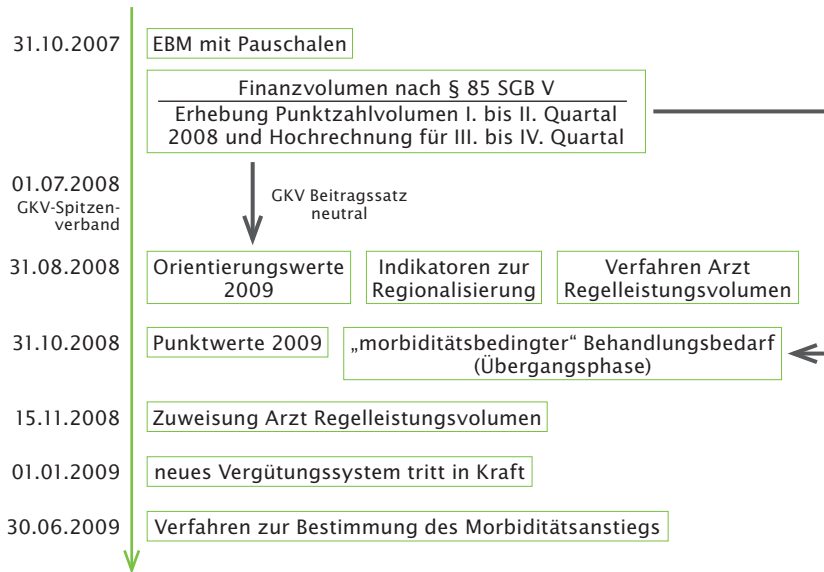 31.10.2007
EBM mit Pauschalen
Finanzvolumen nach § 85 SGB V
Erhebung Punktzahlvolumen I. bis II. Quartal
2008 und Hochrechnung für III. bis IV. Quartal
01.07.2008
GKV-Spitzen-
verband
GKV Beitragssatz
neutral
31.08.2008
Orientierungswerte
2009
Indikatoren zur
Regionalisierung
Verfahren Arzt
Regelleistungsvolumen
31.10.2008
Punktwerte 2009
„morbiditätsbedingter“ Behandlungsbedarf
(Übergangsphase)
15.11.2008
Zuweisung Arzt Regelleistungsvolumen
01.01.2009
neues Vergütungssystem tritt in Kraft
30.06.2009
Verfahren zur Bestimmung des Morbiditätsanstiegs